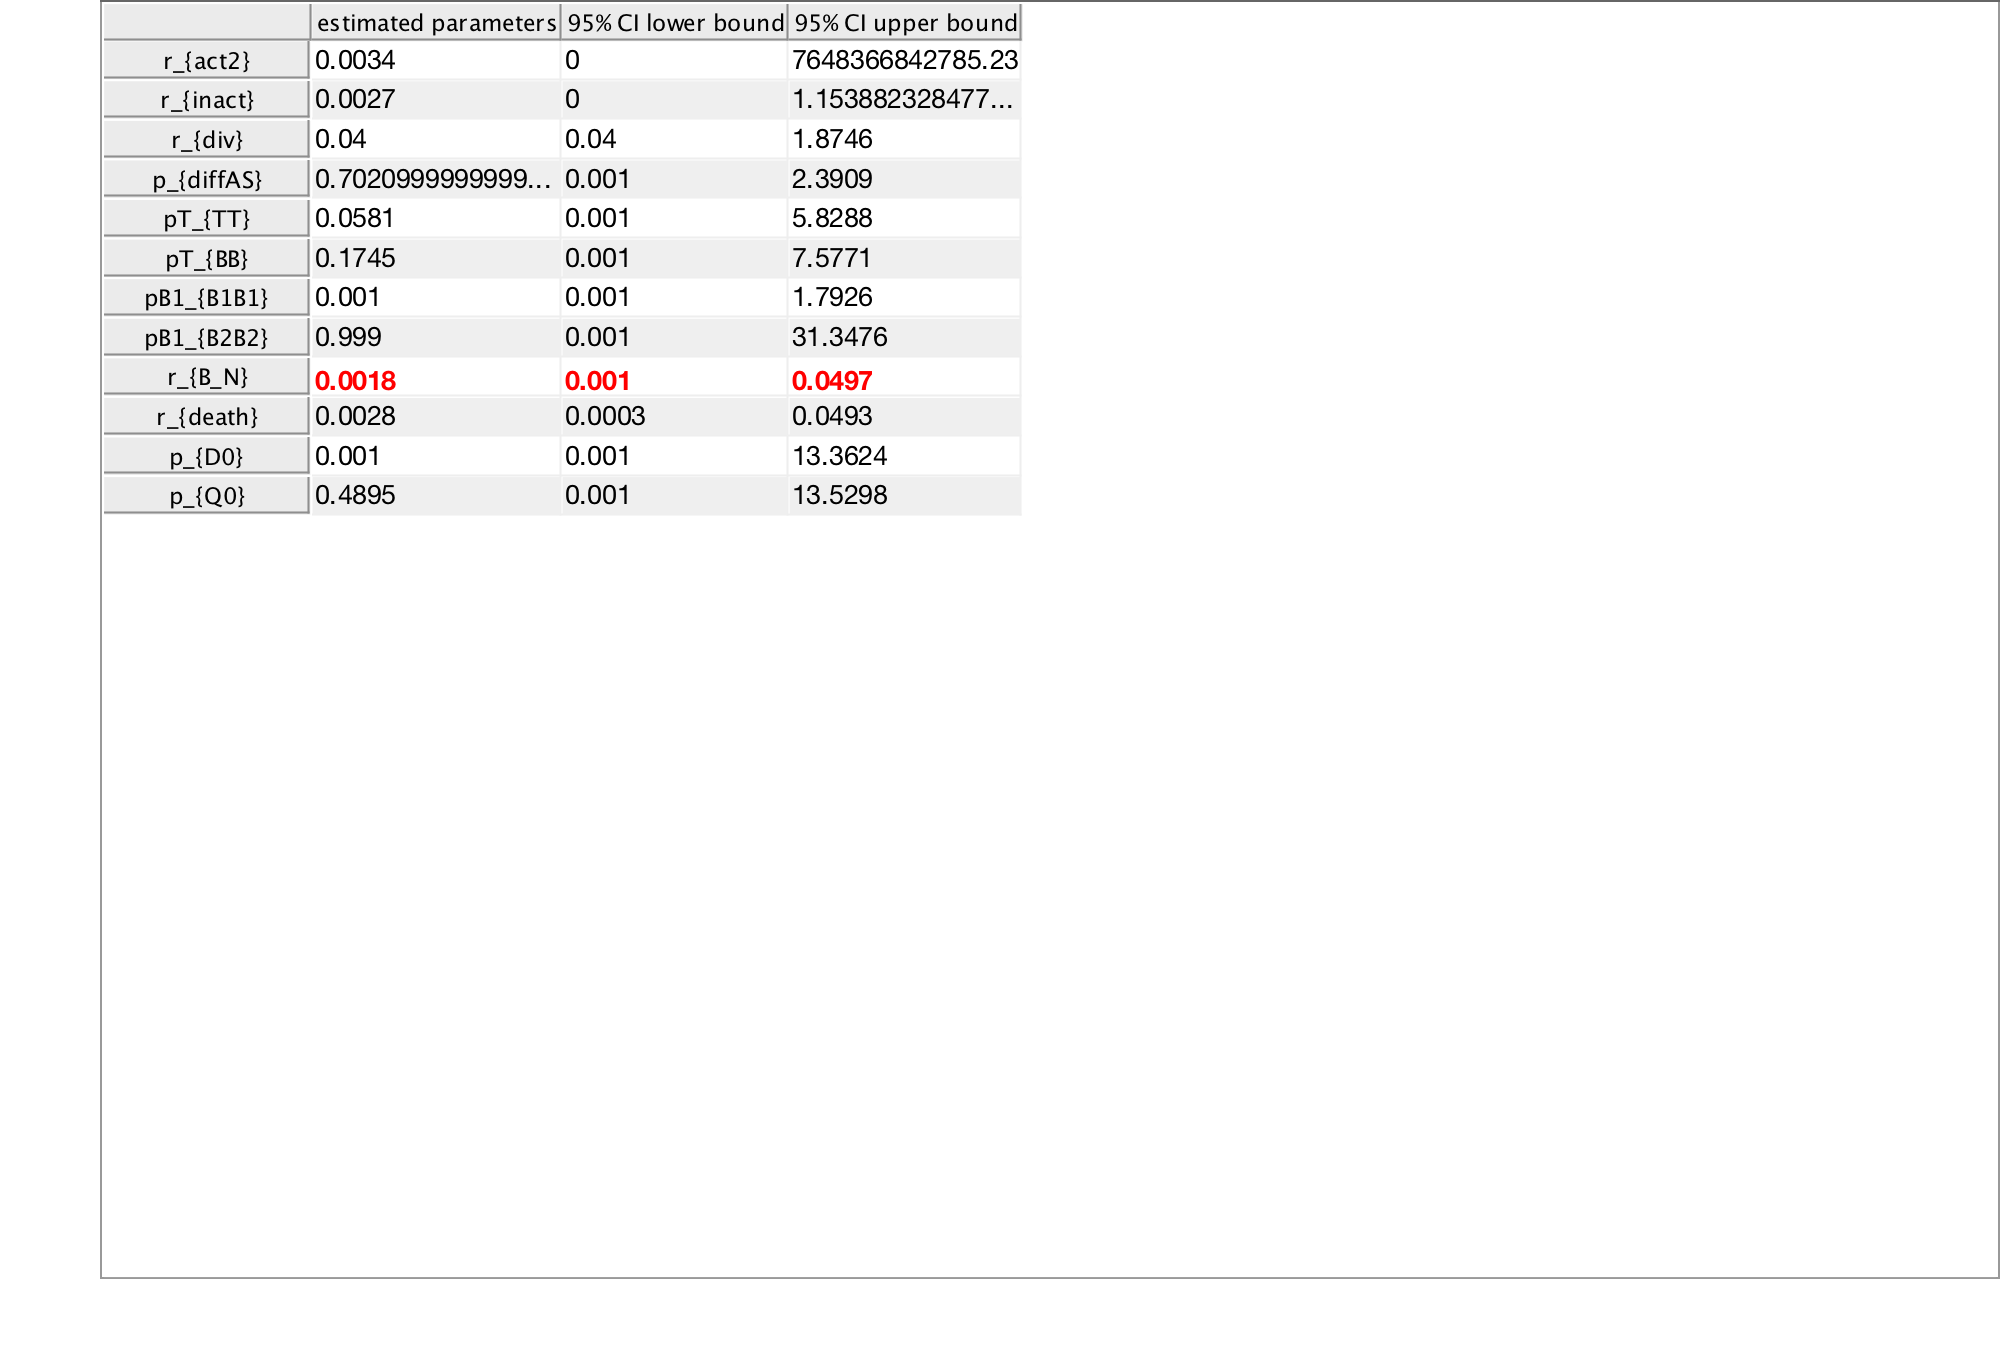 estimated parameters 95% CI lower bound 95% CI upper bound
r_{act2} 0.0034 0 7648366842785.23
r_{inact} 0.0027 0 1.153882328477...
r_{div} 0.04 0.04 1.8746
p_{diffAS} 0.7020999999999... 0.001 2.3909
pT_{TT} 0.0581 0.001 5.8288
pT_{BB} 0.1745 0.001 7.5771
pB1_{B1B1} 0.001 0.001 1.7926
pB1_{B2B2} 0.999 0.001 31.3476
r_{B_N} 0.0018 0.001 0.0497
r_{death} 0.0028 0.0003 0.0493
p_{D0} 0.001 0.001 13.3624
p_{Q0} 0.4895 0.001 13.5298